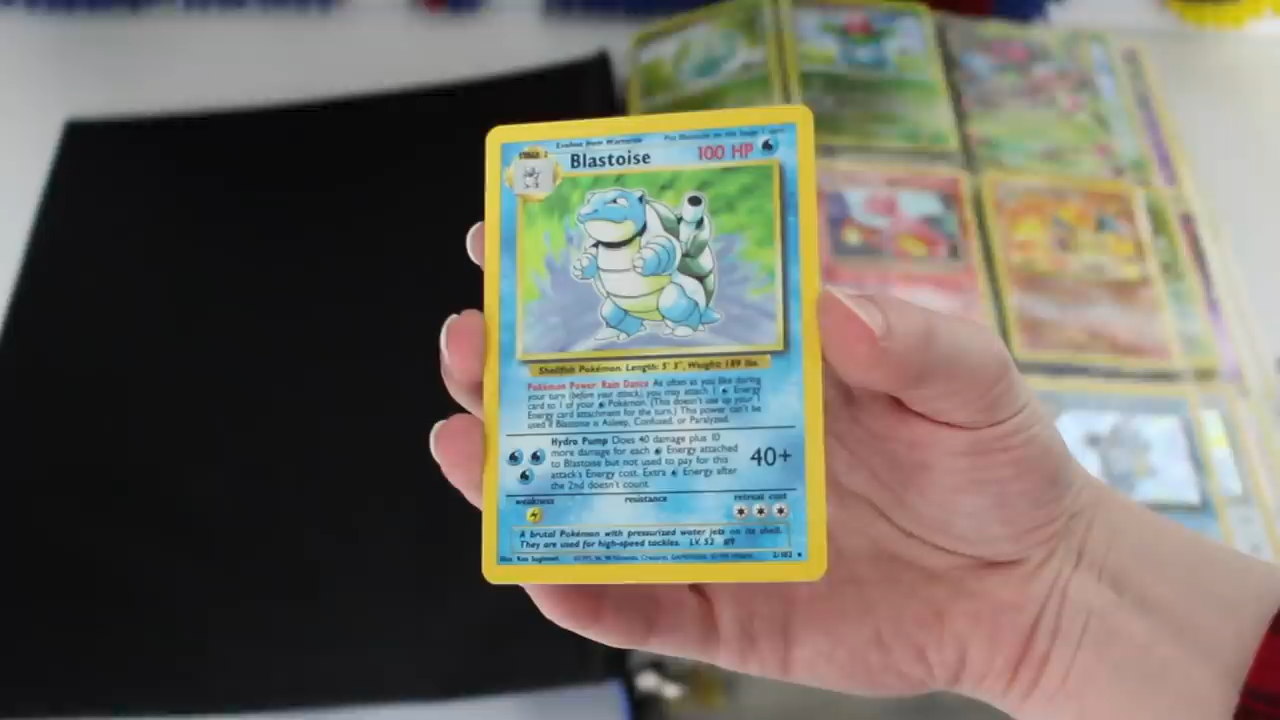 Evolves from Wartortle Put Blastoise on the Stage 1 card
STAGE 2
Blastoise 100 HP
Shellfish Pokémon. Length: 5' 3", Weight: 189 lbs.
Pokémon Power: Rain Dance As often as you like during
your turn (before your attack), you may attach 1 Energy
card to 1 of your Pokémon. (This doesn't use up your 1
Energy card attachment for the turn.) This power can't be
used if Blastoise is Asleep, Confused, or Paralyzed.
Hydro Pump Does 40 damage plus 10
more damage for each Energy attached
to Blastoise but not used to pay for this
attack's Energy cost. Extra Energy after
the 2nd doesn't count.
40+
weakness resistance retreat cost
A brutal Pokémon with pressurized water jets on its shell.
They are used for high-speed tackles. LV. 52 #9
Illus. Ken Sugimori 2/102